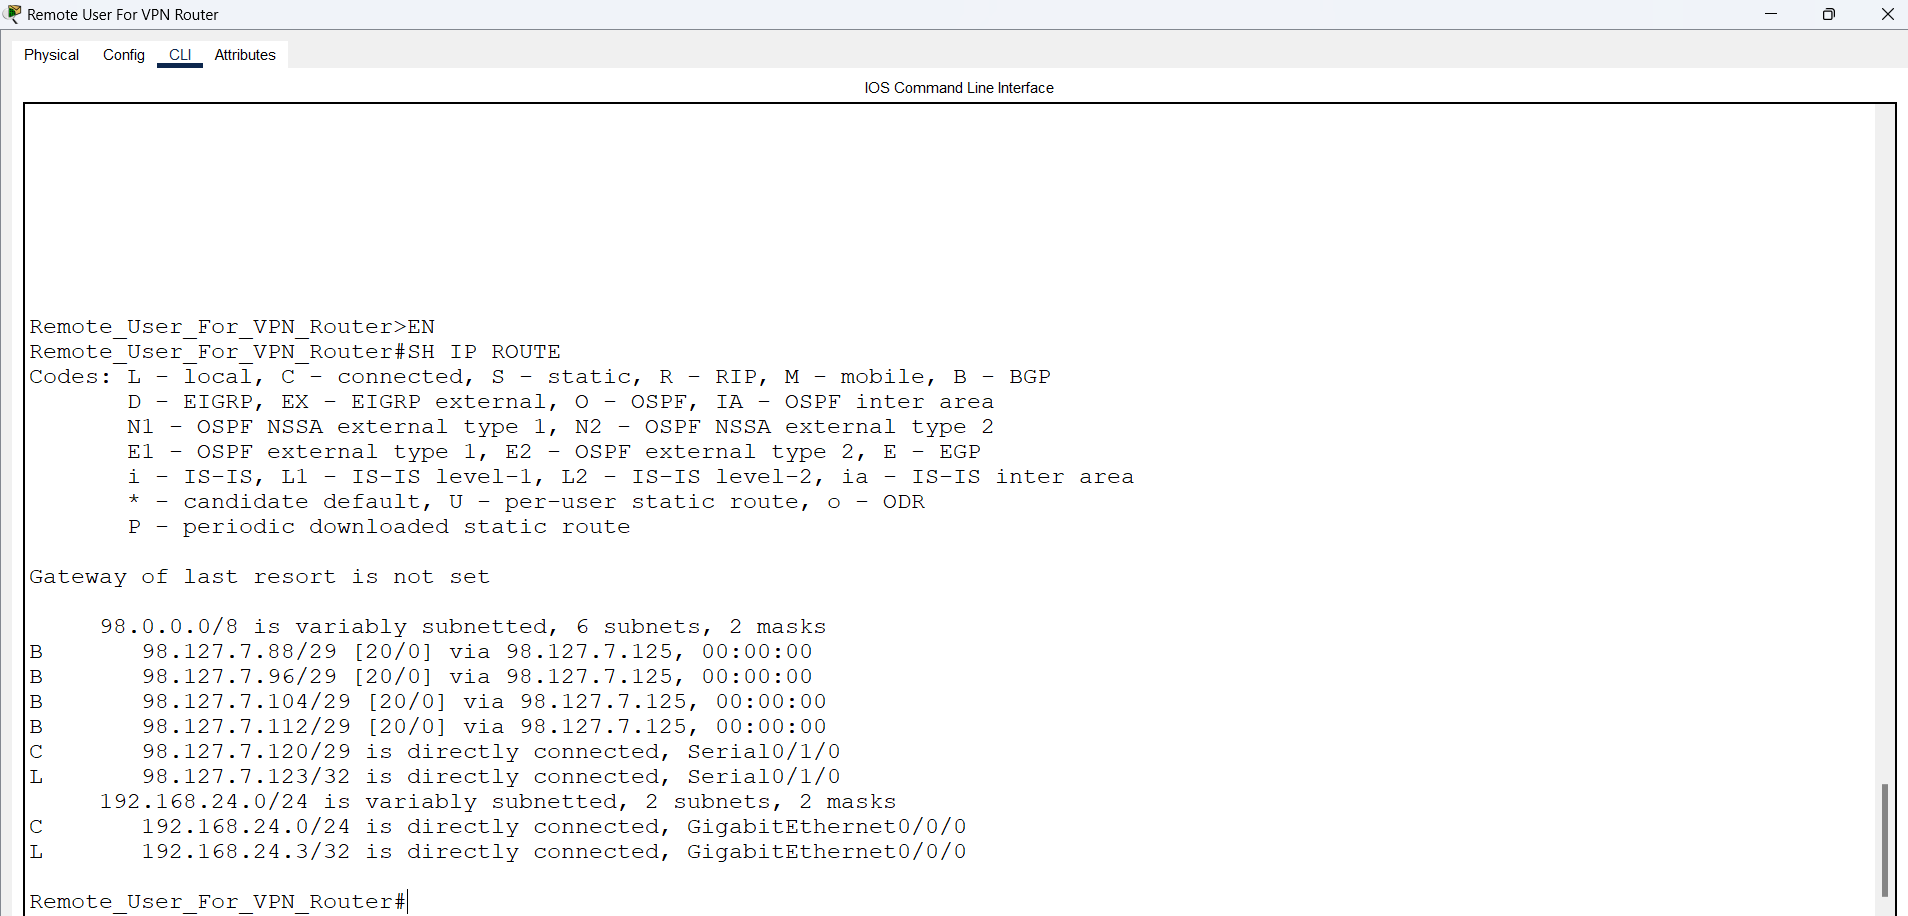 Remote User For VPN Router
Physical Config CLI Attributes
IOS Command Line Interface
Remote_User_For_VPN_Router>EN
Remote_User_For_VPN_Router#SH IP ROUTE
Codes: L - local, C - connected, S - static, R - RIP, M - mobile, B - BGP
       D - EIGRP, EX - EIGRP external, O - OSPF, IA - OSPF inter area
       N1 - OSPF NSSA external type 1, N2 - OSPF NSSA external type 2
       E1 - OSPF external type 1, E2 - OSPF external type 2, E - EGP
       i - IS-IS, L1 - IS-IS level-1, L2 - IS-IS level-2, ia - IS-IS inter area
       * - candidate default, U - per-user static route, o - ODR
       P - periodic downloaded static route
Gateway of last resort is not set
     98.0.0.0/8 is variably subnetted, 6 subnets, 2 masks
B       98.127.7.88/29 [20/0] via 98.127.7.125, 00:00:00
B       98.127.7.96/29 [20/0] via 98.127.7.125, 00:00:00
B       98.127.7.104/29 [20/0] via 98.127.7.125, 00:00:00
B       98.127.7.112/29 [20/0] via 98.127.7.125, 00:00:00
C       98.127.7.120/29 is directly connected, Serial0/1/0
L       98.127.7.123/32 is directly connected, Serial0/1/0
     192.168.24.0/24 is variably subnetted, 2 subnets, 2 masks
C       192.168.24.0/24 is directly connected, GigabitEthernet0/0/0
L       192.168.24.3/32 is directly connected, GigabitEthernet0/0/0
Remote_User_For_VPN_Router#